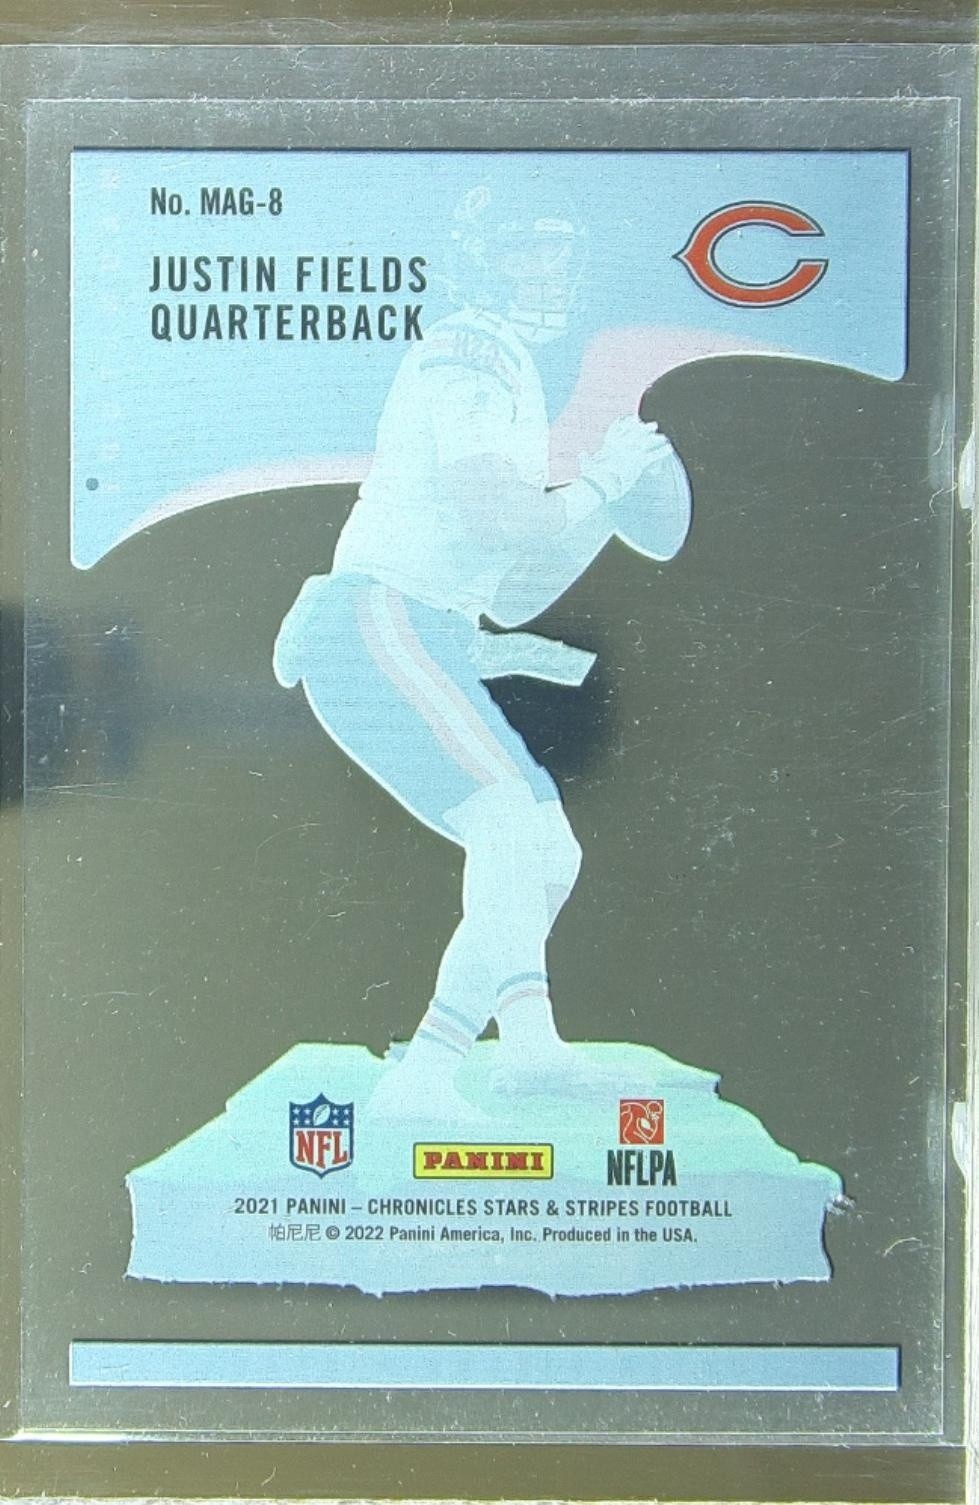 No. MAG-8
JUSTIN FIELDS
QUARTERBACK
NFL
PANINI
NFLPA
2021 PANINI – CHRONICLES STARS & STRIPES FOOTBALL
帕尼尼 © 2022 Panini America, Inc. Produced in the USA.